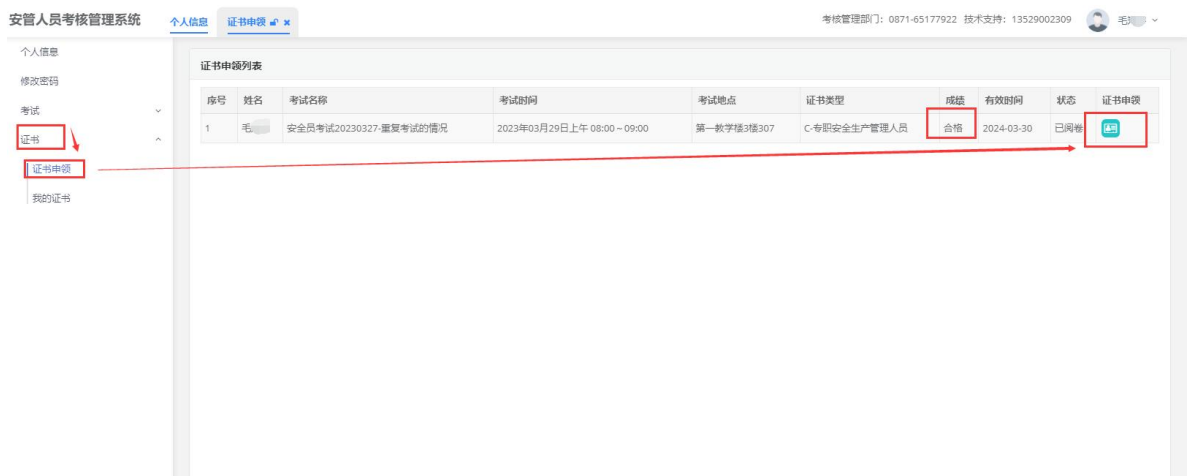 安管人员考核管理系统 个人信息 证书申领 考核管理部门：0871-65177922 技术支持：13529002309 毛
个人信息
修改密码
考试
证书
证书申领
我的证书
证书申领列表
序号 姓名 考试名称 考试时间 考试地点 证书类型 成绩 有效时间 状态 证书申领
1 毛 安全员考试20230327-重复考试的情况 2023年03月29日上午 08:00 ~ 09:00 第一教学楼3楼307 C-专职安全生产管理人员 合格 2024-03-30 已阅卷